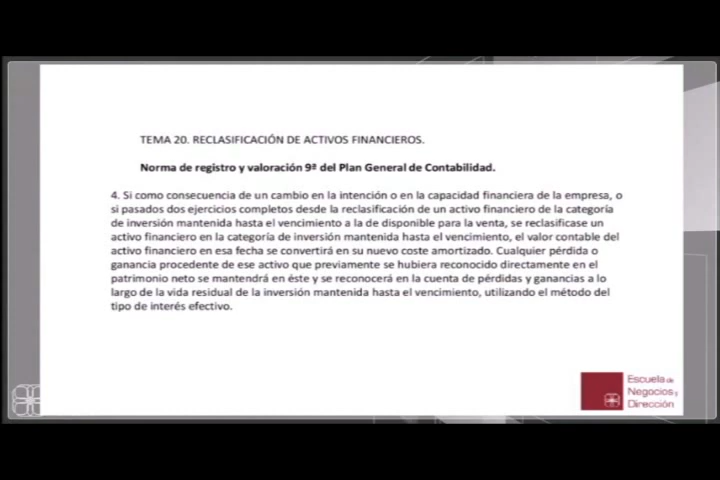 TEMA 20. RECLASIFICACIÓN DE ACTIVOS FINANCIEROS.
Norma de registro y valoración 9ª del Plan General de Contabilidad.
4. Si como consecuencia de un cambio en la intención o en la capacidad financiera de la empresa, o
si pasados dos ejercicios completos desde la reclasificación de un activo financiero de la categoría
de inversión mantenida hasta el vencimiento a la de disponible para la venta, se reclasificase un
activo financiero en la categoría de inversión mantenida hasta el vencimiento, el valor contable del
activo financiero en esa fecha se convertirá en su nuevo coste amortizado. Cualquier pérdida o
ganancia procedente de ese activo que previamente se hubiera reconocido directamente en el
patrimonio neto se mantendrá en éste y se reconocerá en la cuenta de pérdidas y ganancias a lo
largo de la vida residual de la inversión mantenida hasta el vencimiento, utilizando el método del
tipo de interés efectivo.
Escuela de
Negocios y
Dirección